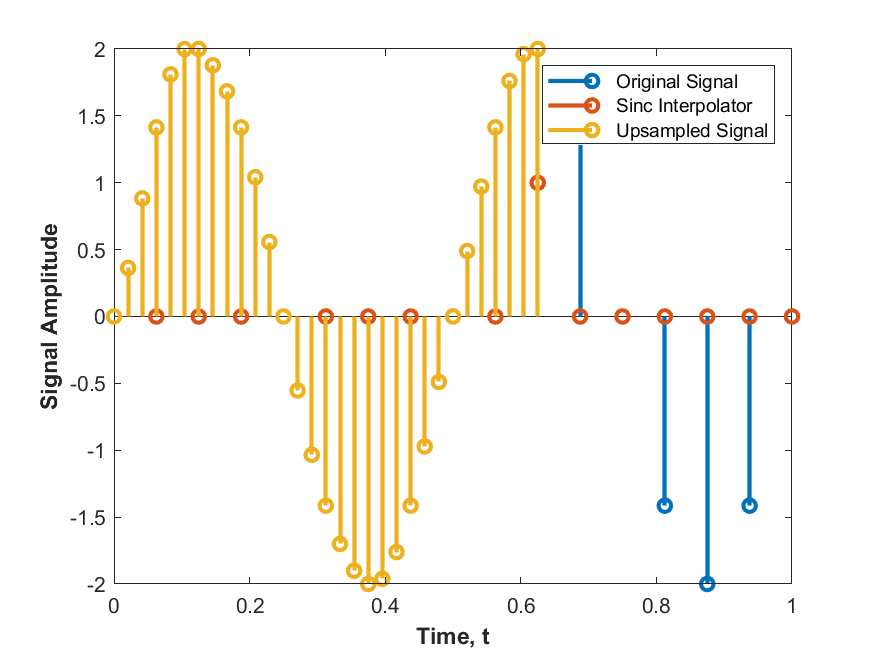 2
1.5
1
0.5
0
-0.5
-1
-1.5
-2
Signal Amplitude
Original Signal
Sinc Interpolator
Upsampled Signal
0 0.2 0.4 0.6 0.8 1
Time, t